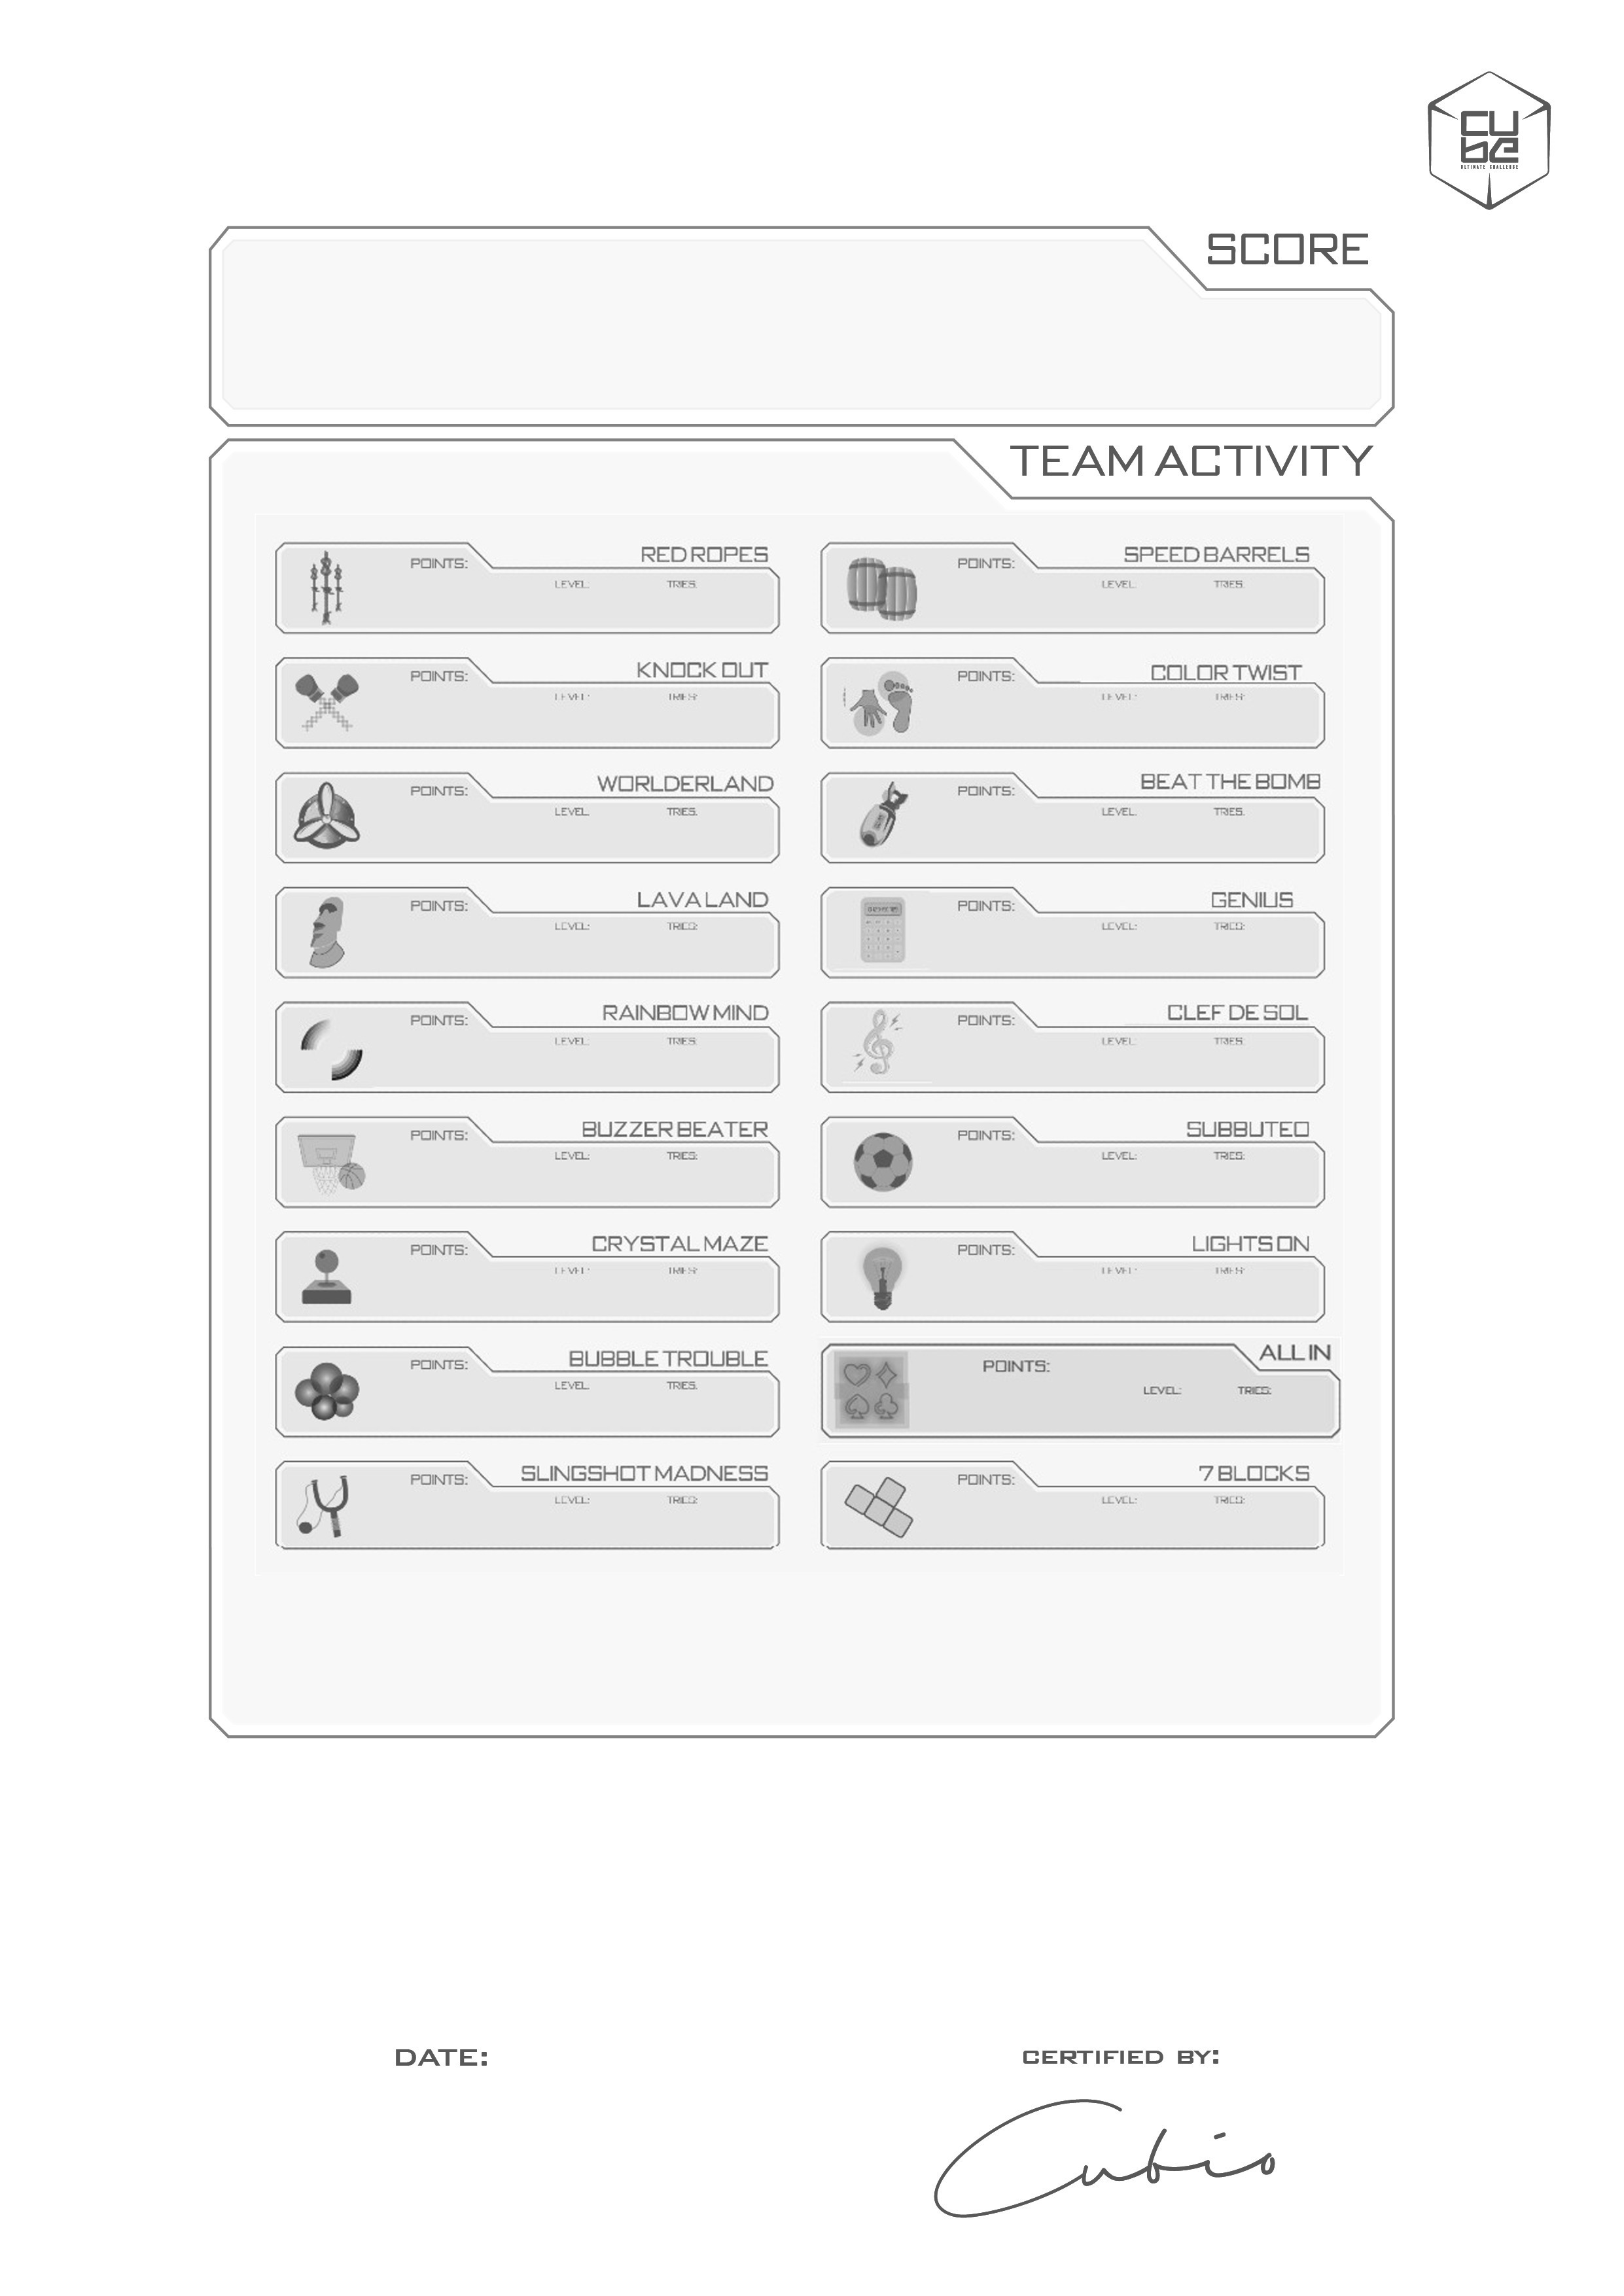 CUbe
ULTIMATE CHALLENGE
SCORE
TEAM ACTIVITY
RED ROPES
POINTS:
LEVEL: TRIES:
SPEED BARRELS
POINTS:
LEVEL: TRIES:
KNOCK OUT
POINTS:
LEVEL: TRIES:
COLOR TWIST
POINTS:
LEVEL: TRIES:
WORLDERLAND
POINTS:
LEVEL: TRIES:
BEAT THE BOMB
POINTS:
LEVEL: TRIES:
LAVA LAND
POINTS:
LEVEL: TRIES:
GENIUS
POINTS:
LEVEL: TRIES:
RAINBOW MIND
POINTS:
LEVEL: TRIES:
CLEF DE SOL
POINTS:
LEVEL: TRIES:
BUZZER BEATER
POINTS:
LEVEL: TRIES:
SUBBUTEO
POINTS:
LEVEL: TRIES:
CRYSTAL MAZE
POINTS:
LEVEL: TRIES:
LIGHTS ON
POINTS:
LEVEL: TRIES:
BUBBLE TROUBLE
POINTS:
LEVEL: TRIES:
ALL IN
POINTS:
LEVEL: TRIES:
SLINGSHOT MADNESS
POINTS:
LEVEL: TRIES:
7 BLOCKS
POINTS:
LEVEL: TRIES:
DATE:
CERTIFIED BY:
Cubio